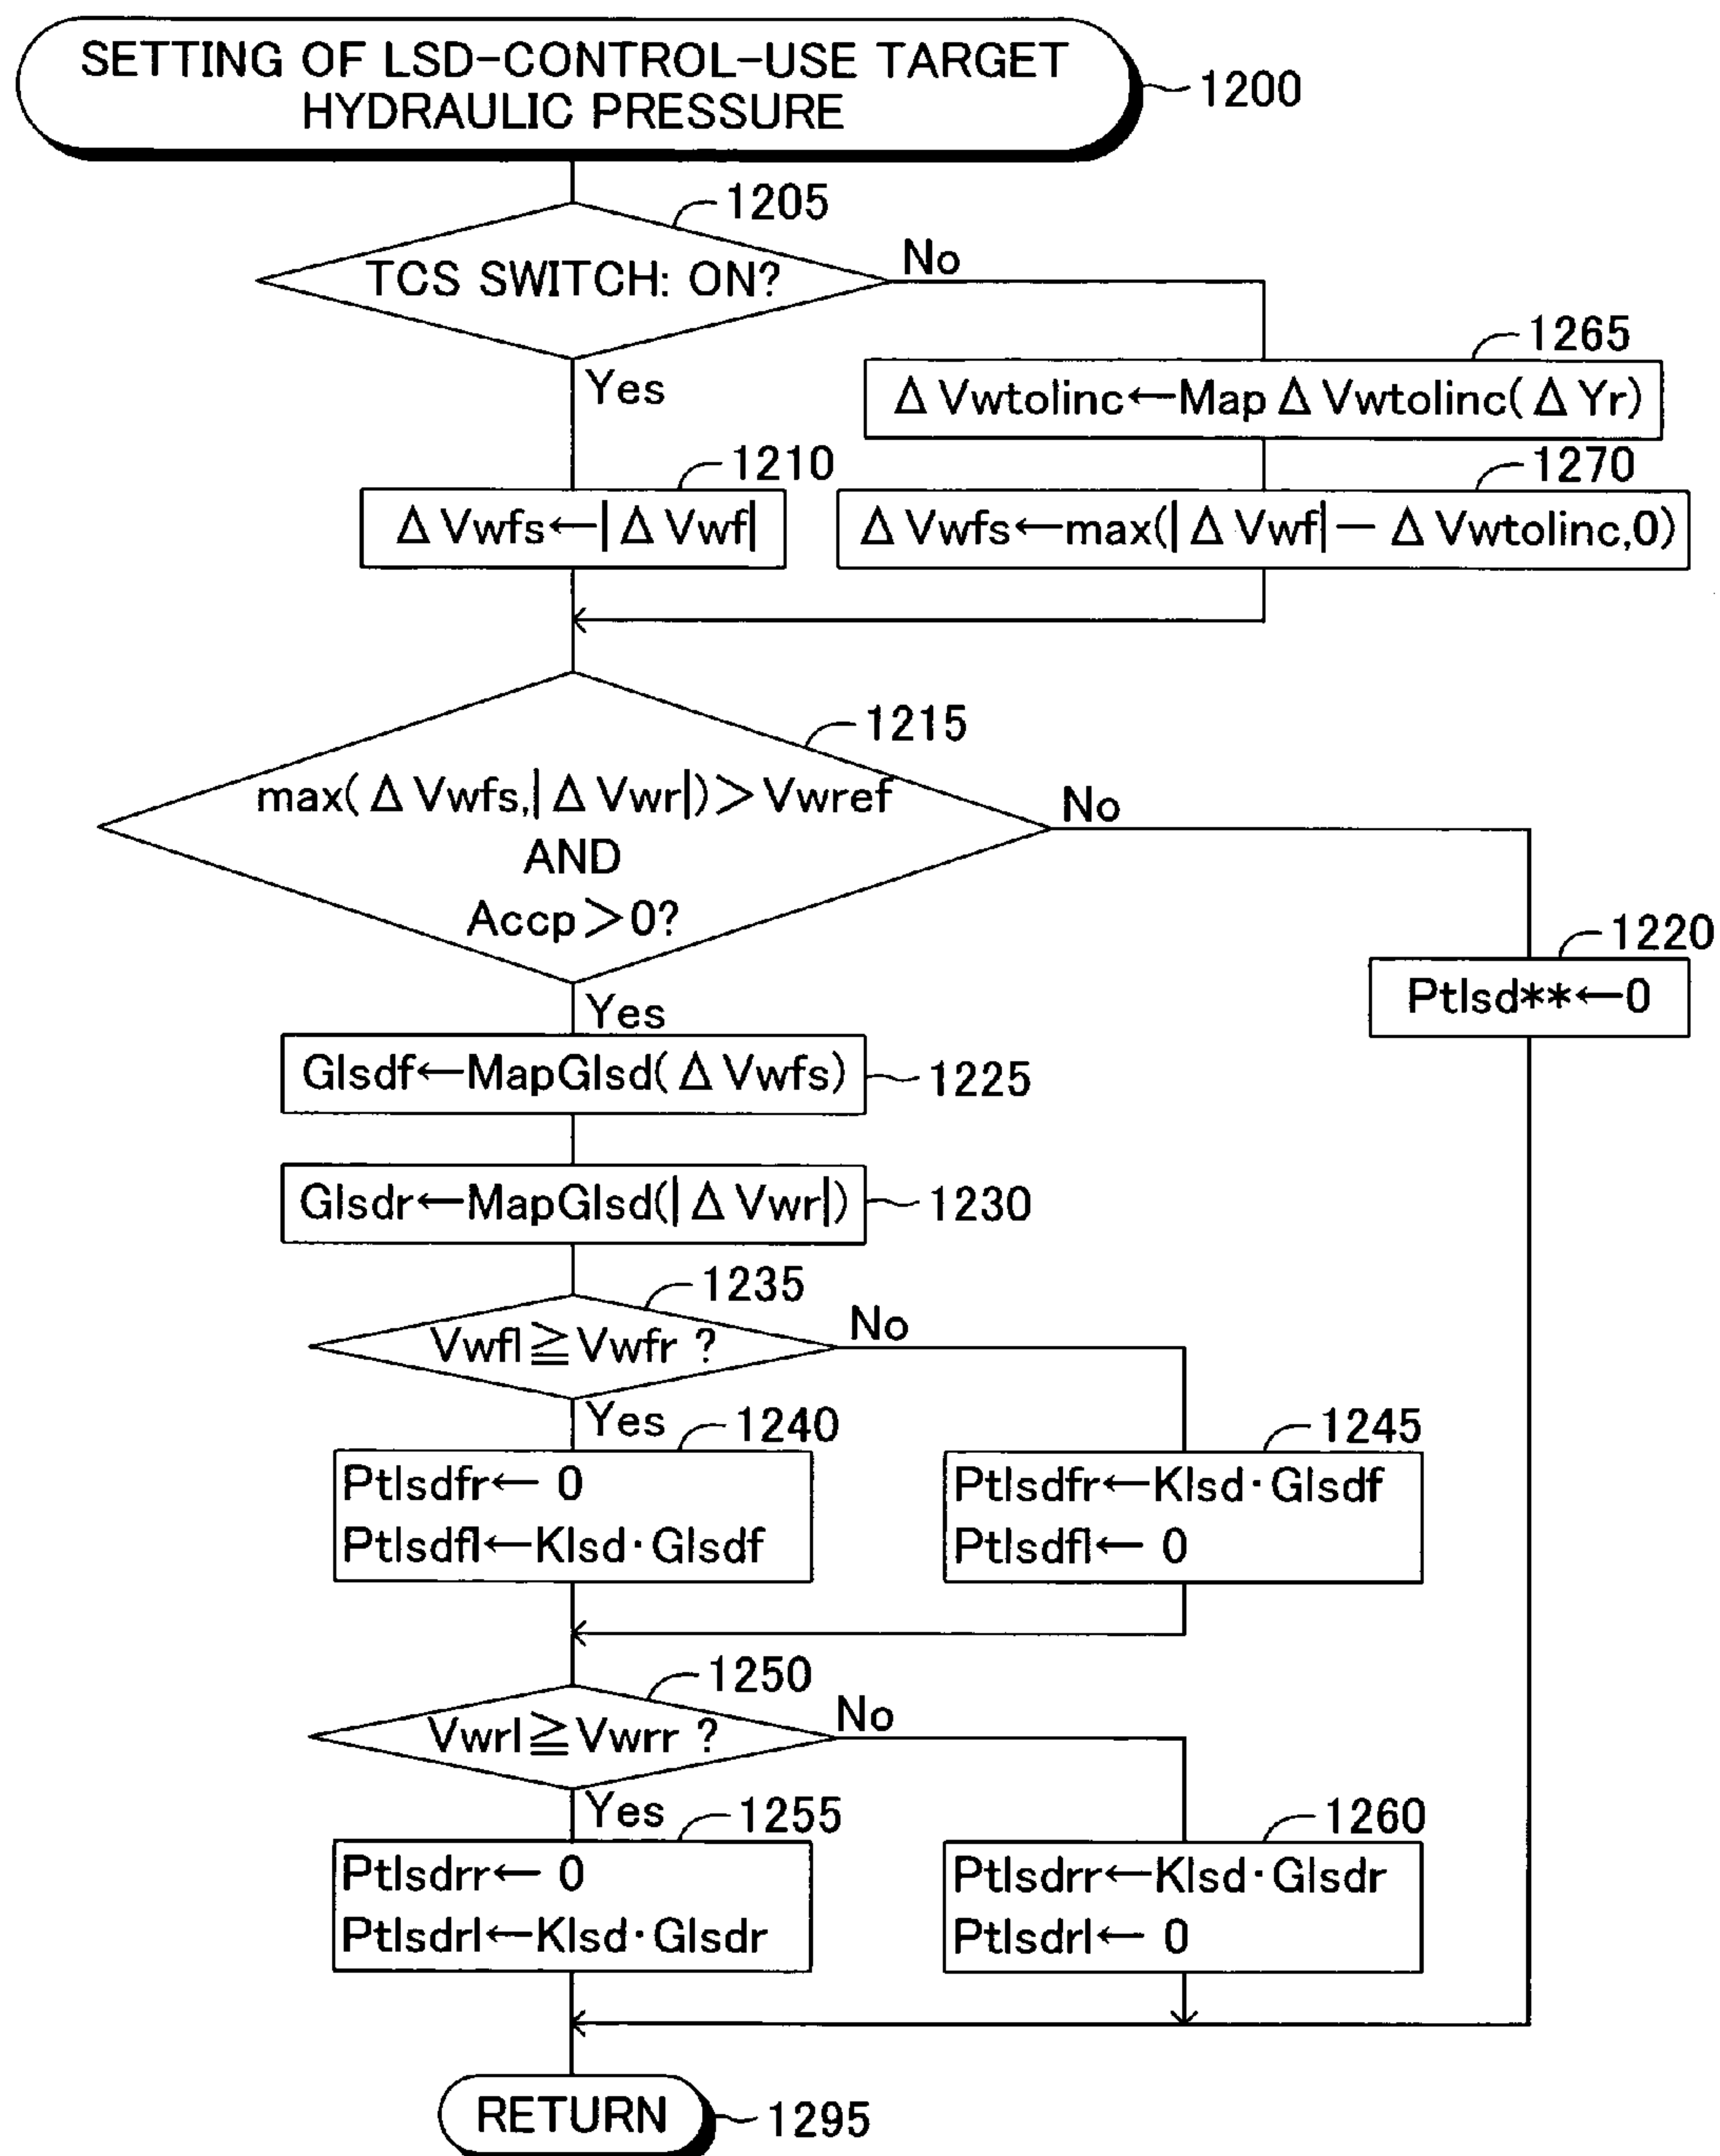 SETTING OF LSD-CONTROL-USE TARGET
HYDRAULIC PRESSURE
1200
1205
TCS SWITCH: ON?
No
Yes
1265
ΔVwtolinc←MapΔVwtolinc(ΔYr)
1210
ΔVwfs←|ΔVwf|
1270
ΔVwfs←max(|ΔVwf|−ΔVwtolinc,0)
1215
max(ΔVwfs,|ΔVwr|)>Vwref
AND
Accp>0?
No
Yes
1220
Ptlsd**←0
Glsdf←MapGlsd(ΔVwfs)
1225
Glsdr←MapGlsd(|ΔVwr|)
1230
1235
Vwfl≧Vwfr ?
No
Yes
1240
Ptlsdfr← 0
Ptlsdfl←Klsd·Glsdf
1245
Ptlsdfr←Klsd·Glsdf
Ptlsdfl← 0
1250
Vwrl≧Vwrr ?
No
Yes
1255
Ptlsdrr← 0
Ptlsdrl←Klsd·Glsdr
1260
Ptlsdrr←Klsd·Glsdr
Ptlsdrl← 0
RETURN
1295